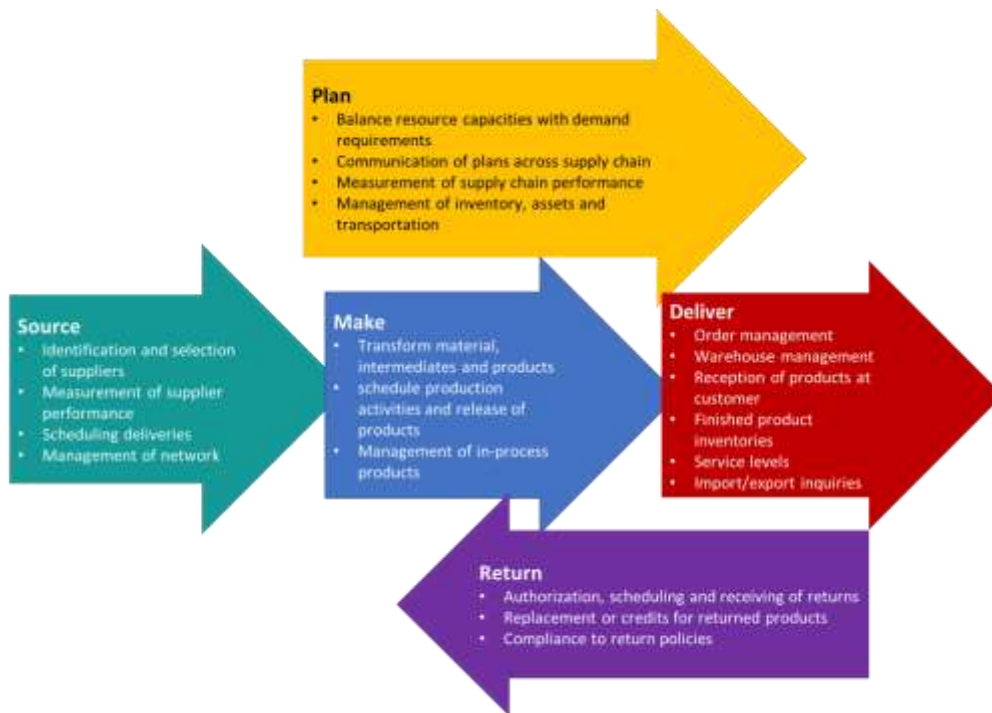 Plan
• Balance resource capacities with demand
requirements
• Communication of plans across supply chain
• Measurement of supply chain performance
• Management of inventory, assets and
transportation
Source
• Identification and selection
of suppliers
• Measurement of supplier
performance
• Scheduling deliveries
• Management of network
Make
• Transform material,
intermediates and products
• schedule production
activities and release of
products
• Management of in-process
products
Deliver
• Order management
• Warehouse management
• Reception of products at
customer
• Finished product
inventories
• Service levels
• Import/export inquiries
Return
• Authorization, scheduling and receiving of returns
• Replacement or credits for returned products
• Compliance to return policies